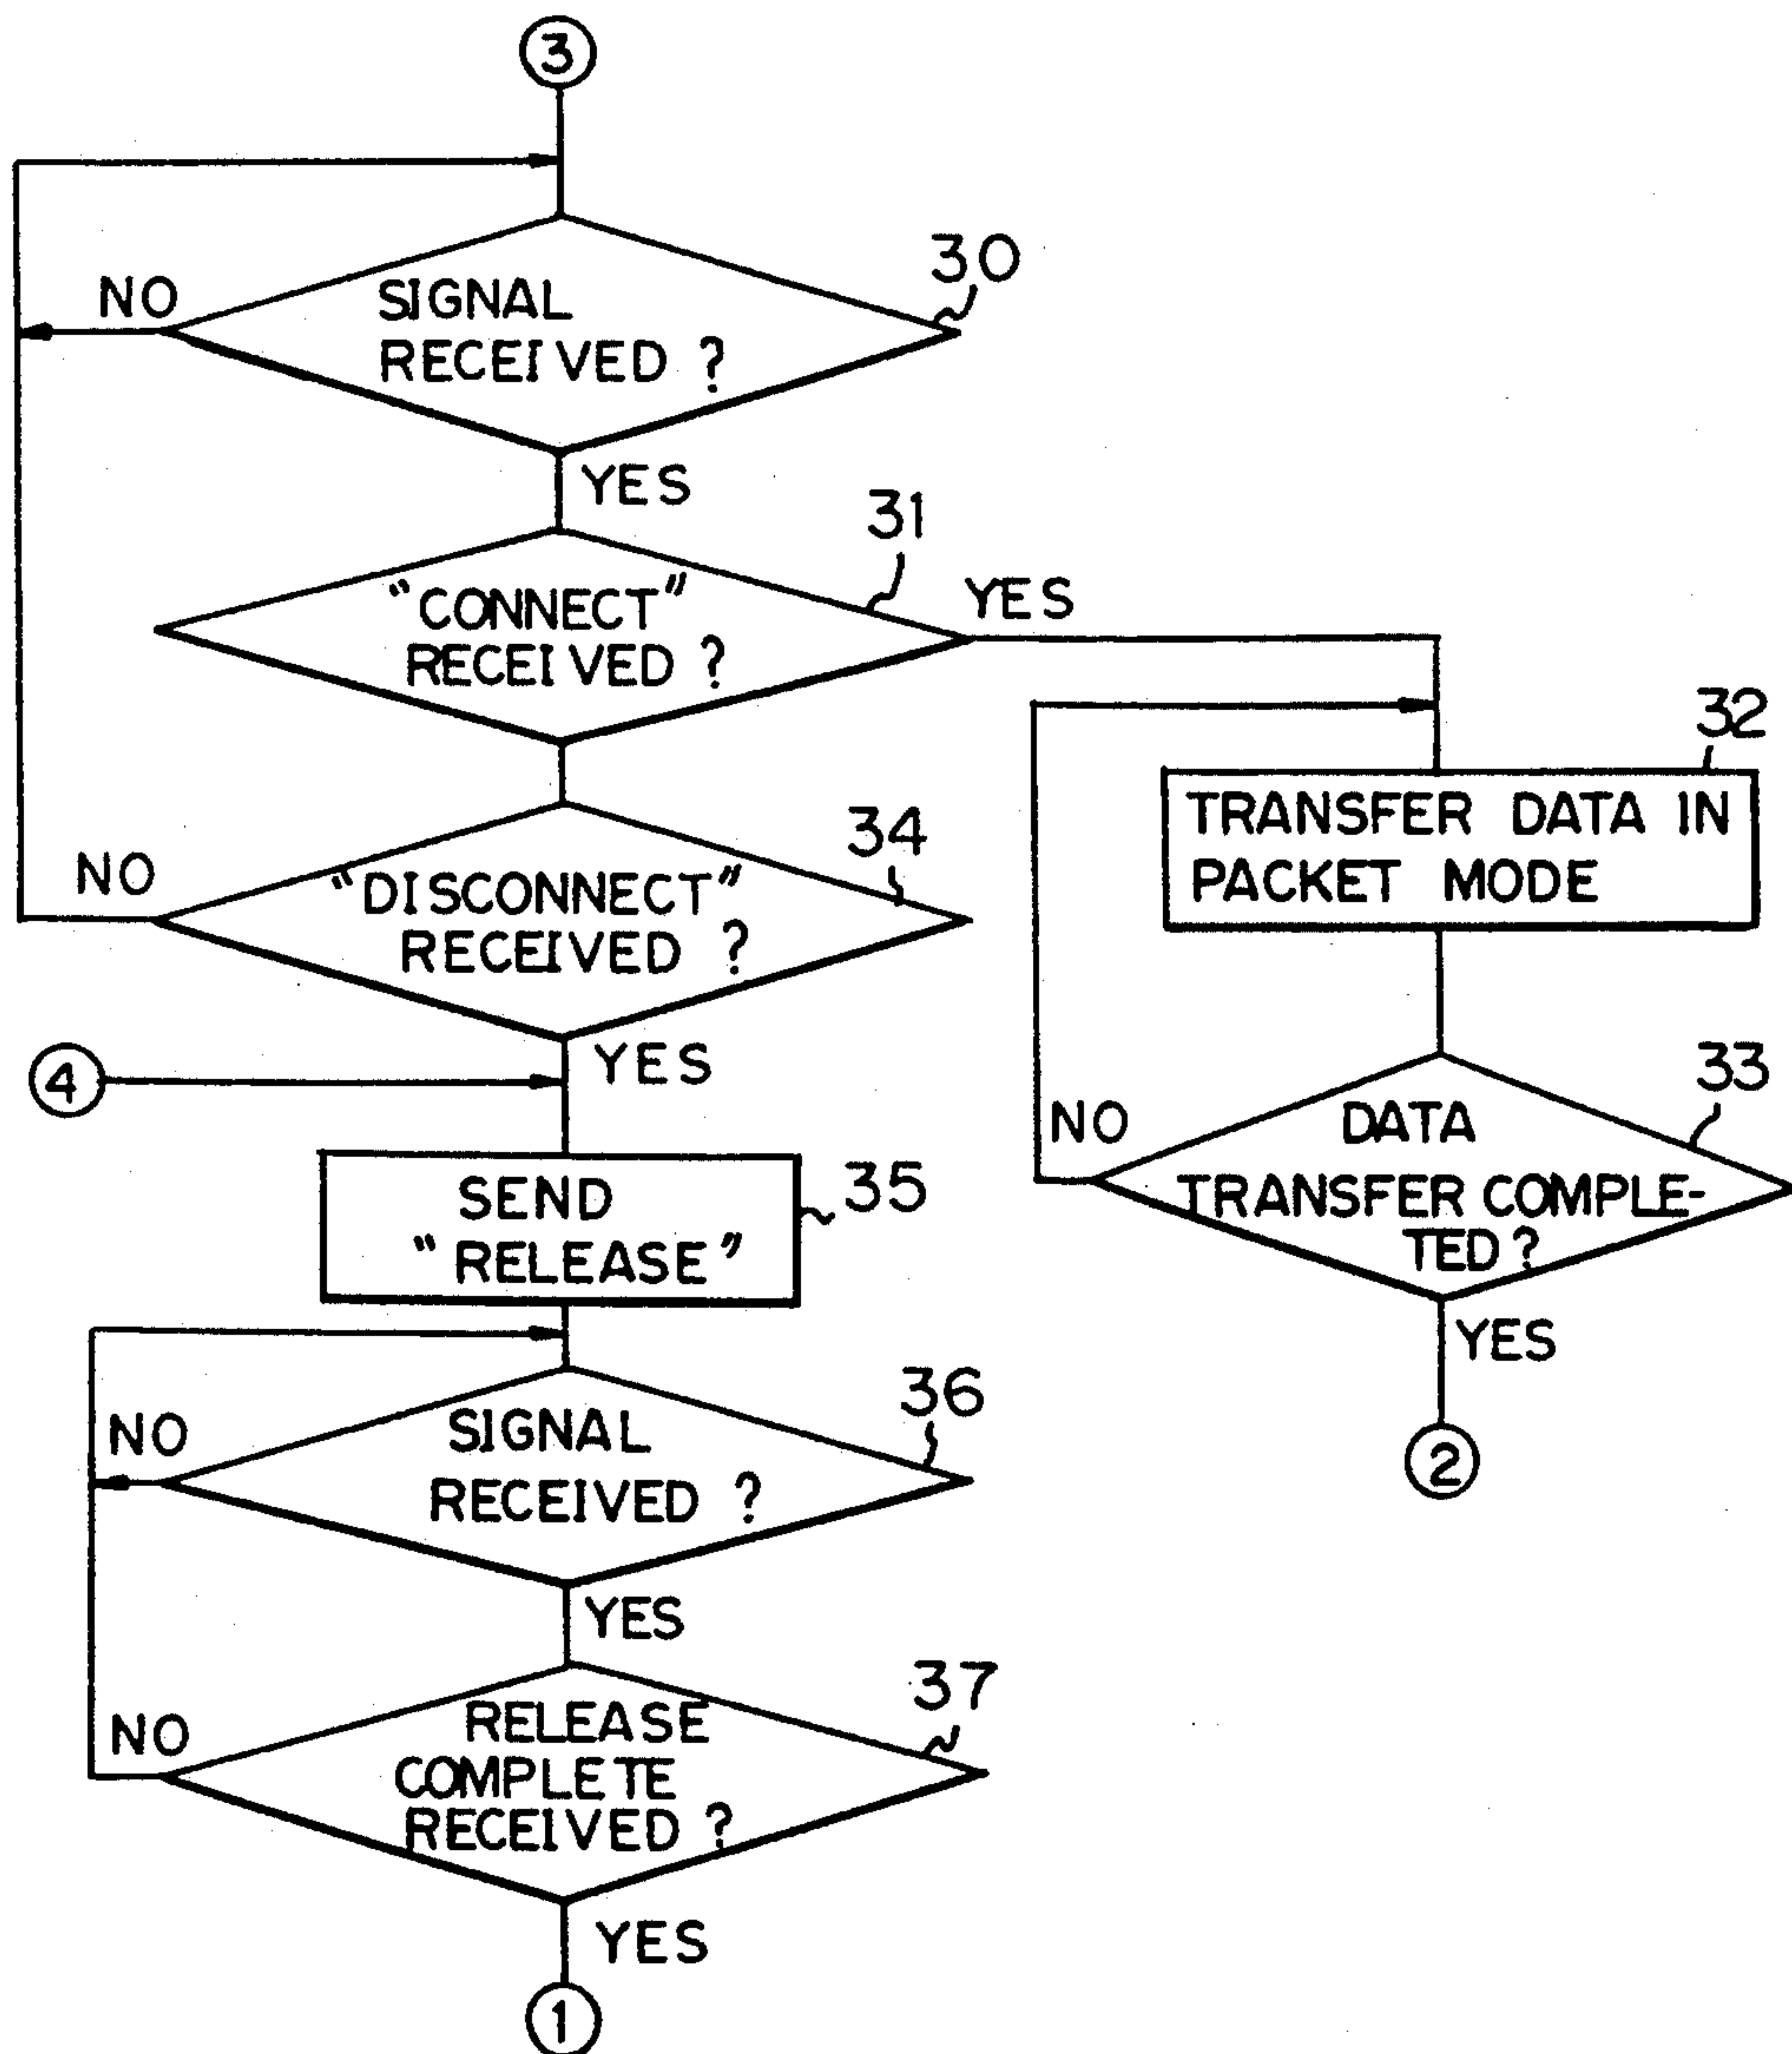 3
30
NO
SIGNAL
RECEIVED ?
YES
31
"CONNECT"
RECEIVED ?
YES
32
TRANSFER DATA IN
PACKET MODE
34
NO
"DISCONNECT"
RECEIVED ?
YES
4
33
NO
DATA
TRANSFER COMPLE-
TED ?
YES
2
35
SEND
"RELEASE"
36
NO
SIGNAL
RECEIVED ?
YES
37
NO
RELEASE
COMPLETE
RECEIVED ?
YES
1